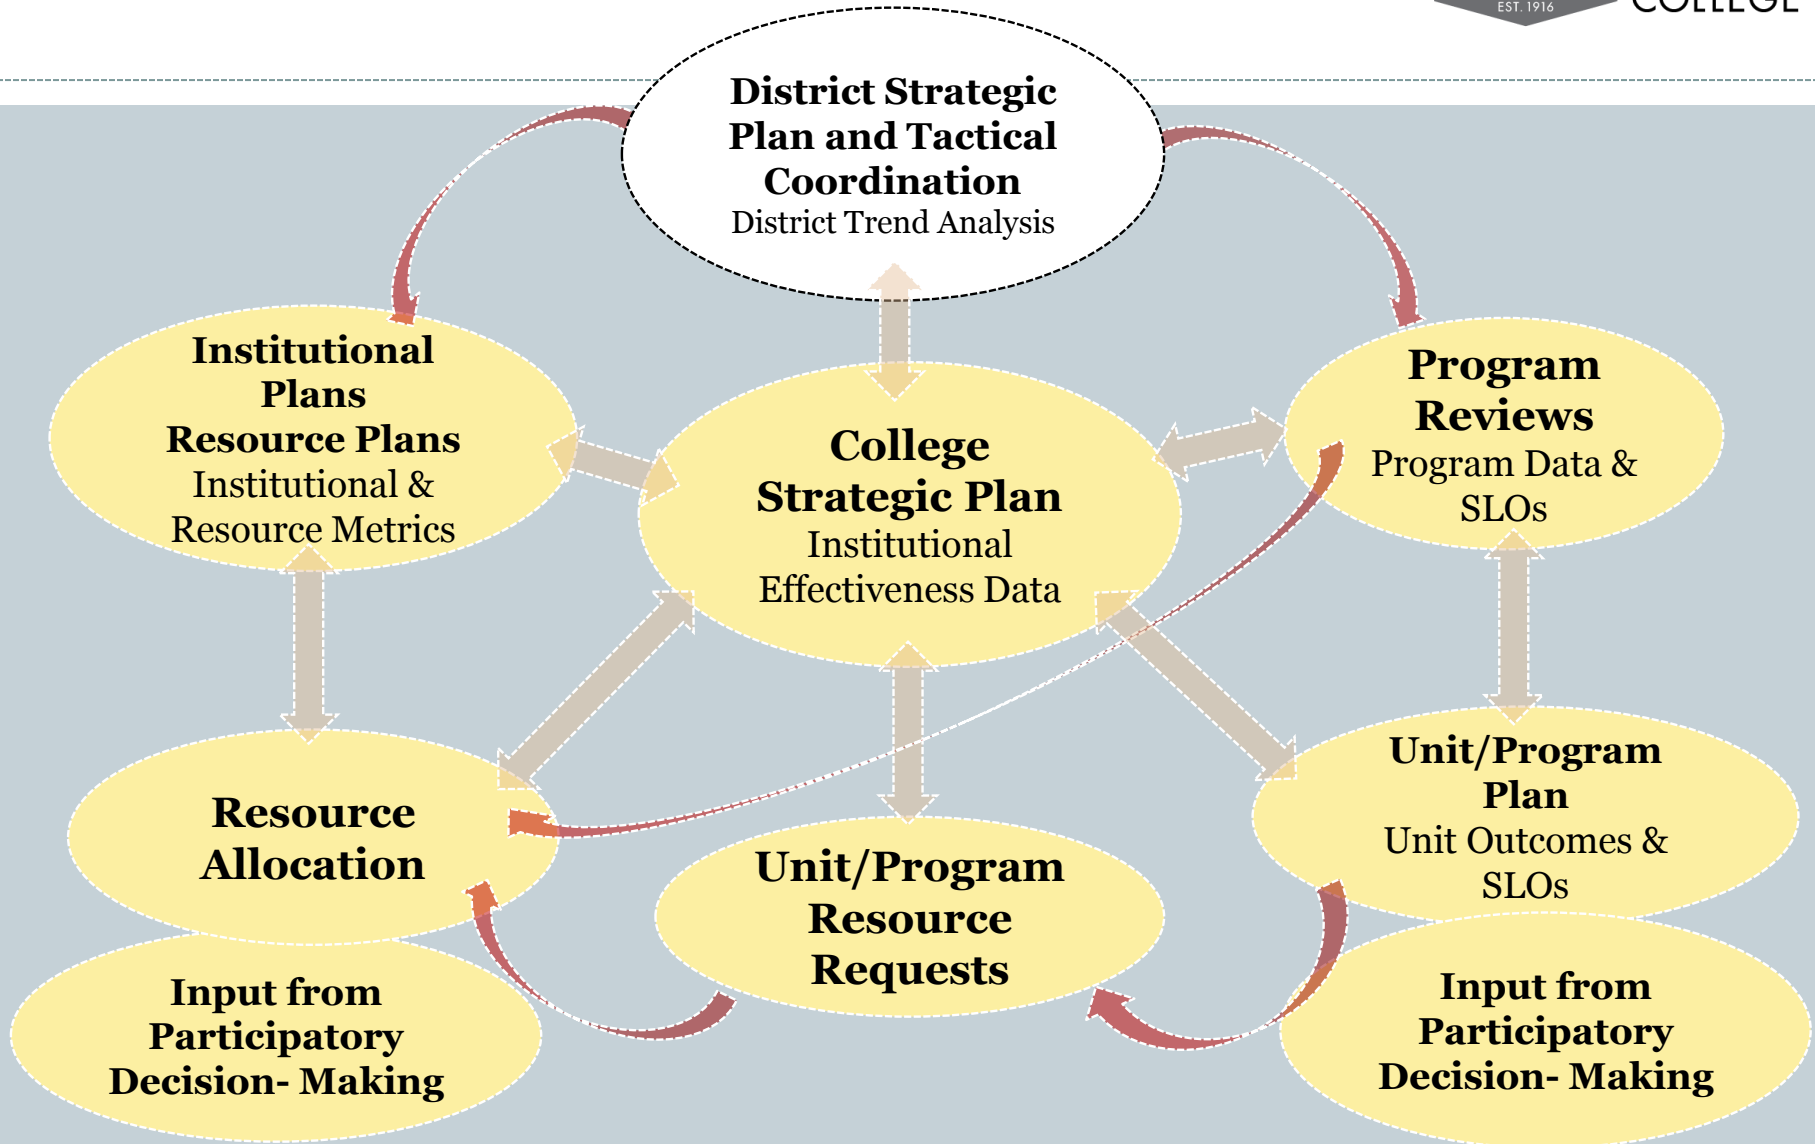 EST. 1916
COLLEGE
District Strategic
Plan and Tactical
Coordination
District Trend Analysis
Institutional
Plans
Resource Plans
Institutional &
Resource Metrics
College
Strategic Plan
Institutional
Effectiveness Data
Program
Reviews
Program Data &
SLOs
Resource
Allocation
Unit/Program
Resource
Requests
Unit/Program
Plan
Unit Outcomes &
SLOs
Input from
Participatory
Decision- Making
Input from
Participatory
Decision- Making